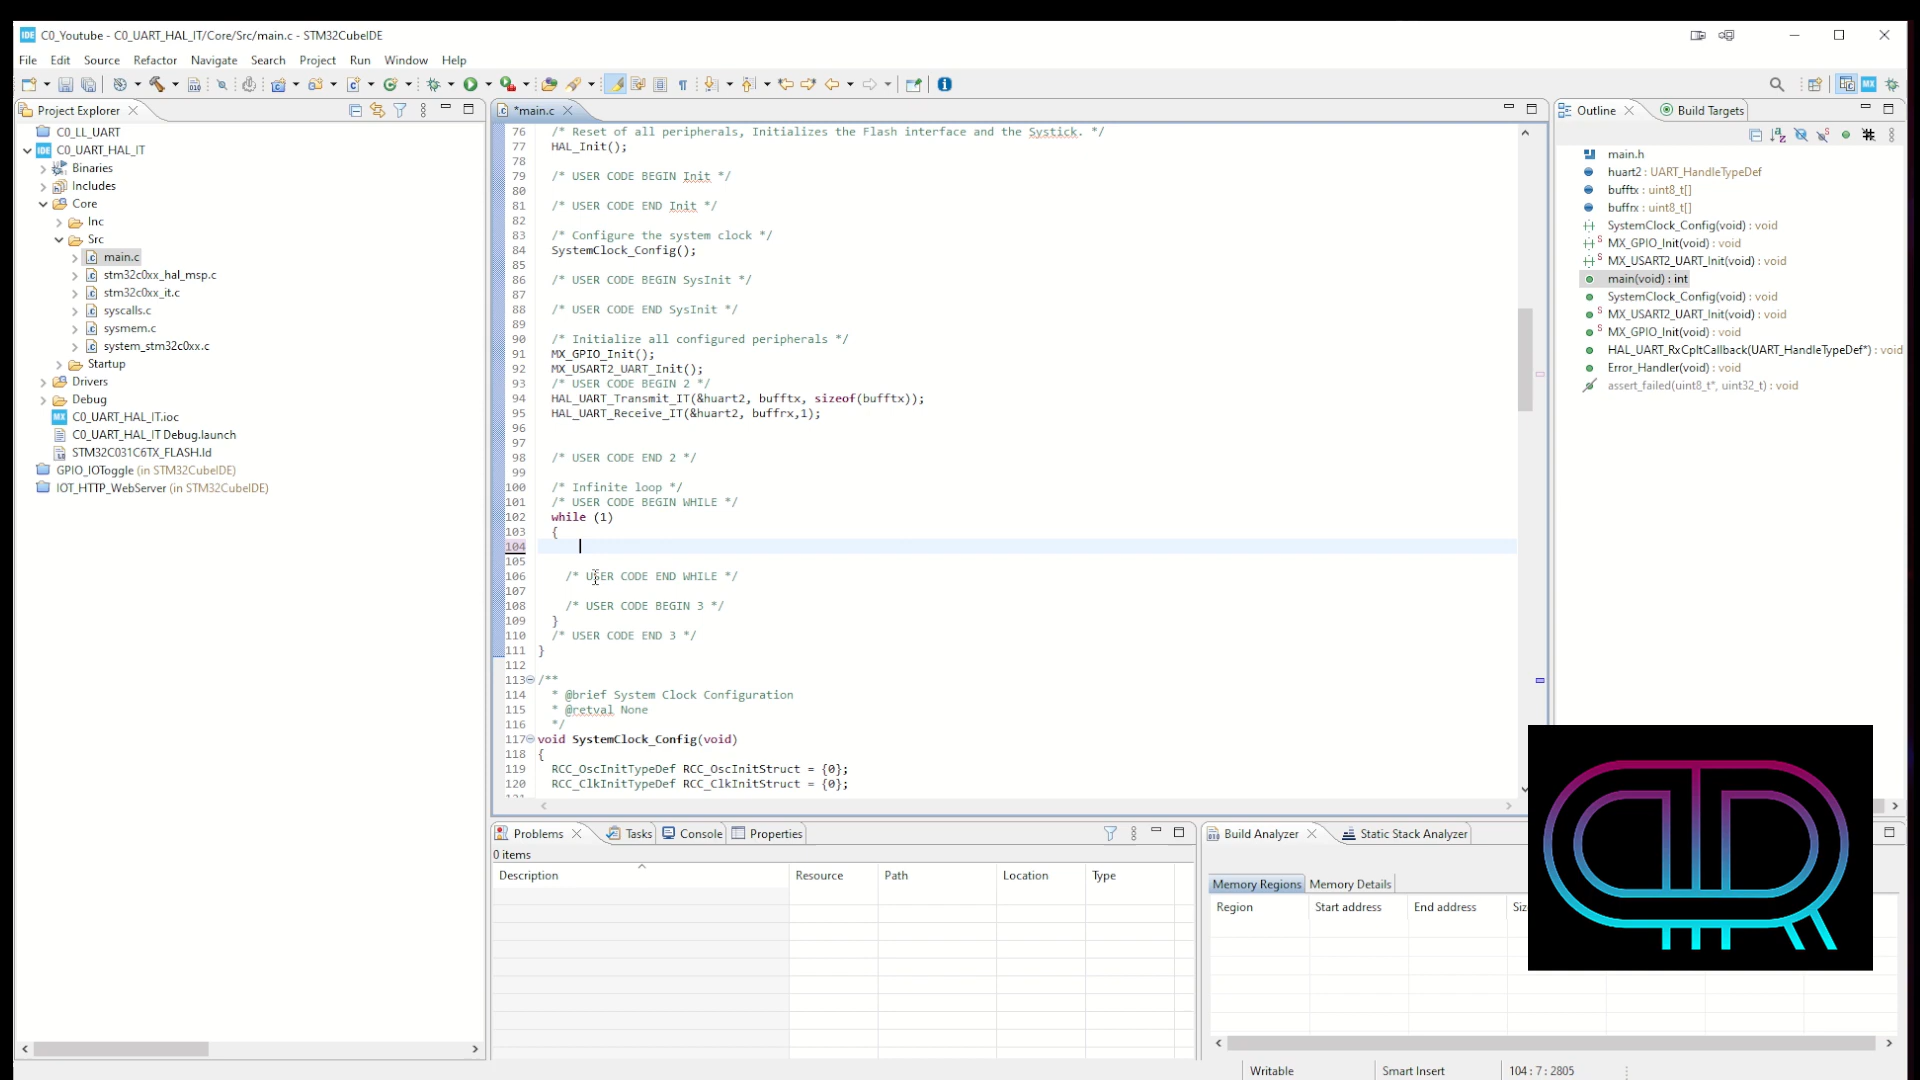 C0_Youtube - C0_UART_HAL_IT/Core/Src/main.c - STM32CubeIDE
File Edit Source Refactor Navigate Search Project Run Window Help
Project Explorer
C0_LL_UART
C0_UART_HAL_IT
Binaries
Includes
Core
Inc
Src
main.c
stm32c0xx_hal_msp.c
stm32c0xx_it.c
syscalls.c
sysmem.c
system_stm32c0xx.c
Startup
Drivers
Debug
C0_UART_HAL_IT.ioc
C0_UART_HAL_IT Debug.launch
STM32C031C6TX_FLASH.ld
GPIO_IOToggle (in STM32CubeIDE)
IOT_HTTP_WebServer (in STM32CubeIDE)
*main.c
76 /* Reset of all peripherals, Initializes the Flash interface and the Systick. */
77 HAL_Init();
78
79 /* USER CODE BEGIN Init */
80
81 /* USER CODE END Init */
82
83 /* Configure the system clock */
84 SystemClock_Config();
85
86 /* USER CODE BEGIN SysInit */
87
88 /* USER CODE END SysInit */
89
90 /* Initialize all configured peripherals */
91 MX_GPIO_Init();
92 MX_USART2_UART_Init();
93 /* USER CODE BEGIN 2 */
94 HAL_UART_Transmit_IT(&huart2, bufftx, sizeof(bufftx));
95 HAL_UART_Receive_IT(&huart2, buffrx,1);
96
97
98 /* USER CODE END 2 */
99
100 /* Infinite loop */
101 /* USER CODE BEGIN WHILE */
102 while (1)
103 {
104
105
106 /* USER CODE END WHILE */
107
108 /* USER CODE BEGIN 3 */
109 }
110 /* USER CODE END 3 */
111 }
112
113 /**
114 * @brief System Clock Configuration
115 * @retval None
116 */
117 void SystemClock_Config(void)
118 {
119 RCC_OscInitTypeDef RCC_OscInitStruct = {0};
120 RCC_ClkInitTypeDef RCC_ClkInitStruct = {0};
Outline Build Targets
main.h
huart2 : UART_HandleTypeDef
bufftx : uint8_t[]
buffrx : uint8_t[]
SystemClock_Config(void) : void
MX_GPIO_Init(void) : void
MX_USART2_UART_Init(void) : void
main(void) : int
SystemClock_Config(void) : void
MX_USART2_UART_Init(void) : void
MX_GPIO_Init(void) : void
HAL_UART_RxCpltCallback(UART_HandleTypeDef*) : void
Error_Handler(void) : void
assert_failed(uint8_t*, uint32_t) : void
Problems Tasks Console Properties
0 items
Description Resource Path Location Type
Build Analyzer Static Stack Analyzer
Memory Regions Memory Details
Region Start address End address
Writable Smart Insert 104 : 7 : 2805